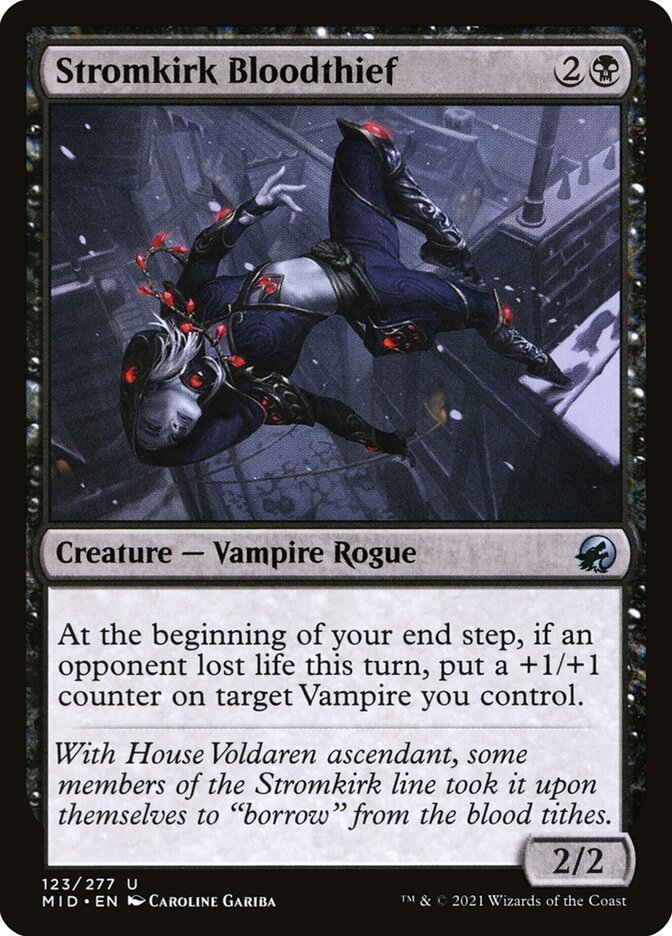 Stromkirk Bloodthief 2
Creature — Vampire Rogue
At the beginning of your end step, if an
opponent lost life this turn, put a +1/+1
counter on target Vampire you control.
With House Voldaren ascendant, some
members of the Stromkirk line took it upon
themselves to “borrow” from the blood tithes.
2/2
123/277 U
MID • EN CAROLINE GARIBA
™ & © 2021 Wizards of the Coast